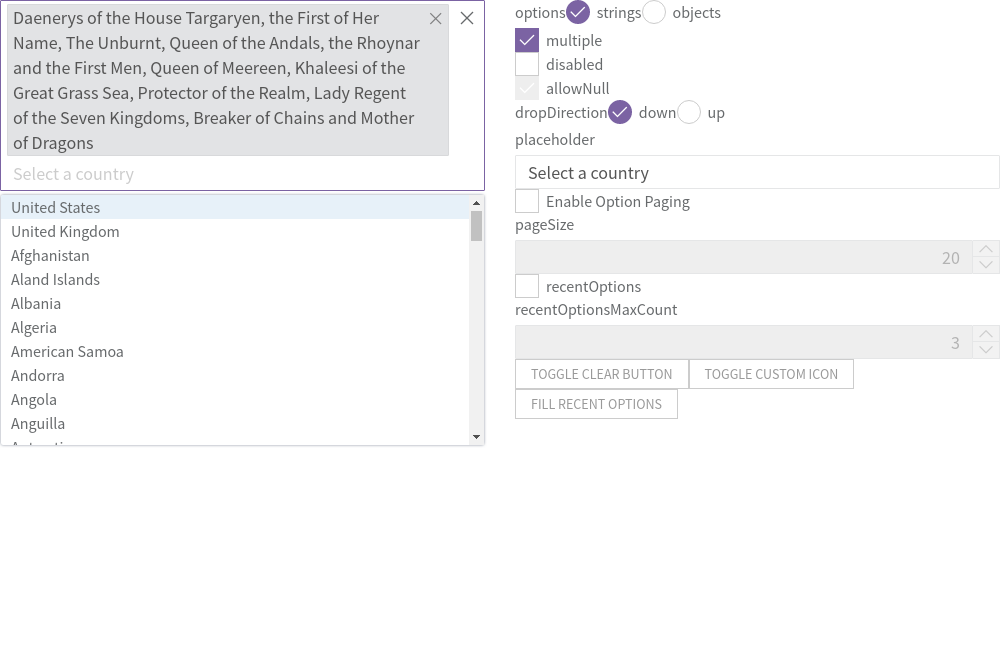 Daenerys of the House Targaryen, the First of Her
Name, The Unburnt, Queen of the Andals, the Rhoynar
and the First Men, Queen of Meereen, Khaleesi of the
Great Grass Sea, Protector of the Realm, Lady Regent
of the Seven Kingdoms, Breaker of Chains and Mother
of Dragons
Select a country
United States
United Kingdom
Afghanistan
Aland Islands
Albania
Algeria
American Samoa
Andorra
Angola
Anguilla
options strings objects
multiple
disabled
allowNull
dropDirection down up
placeholder
Select a country
Enable Option Paging
pageSize
20
recentOptions
recentOptionsMaxCount
3
TOGGLE CLEAR BUTTON TOGGLE CUSTOM ICON
FILL RECENT OPTIONS